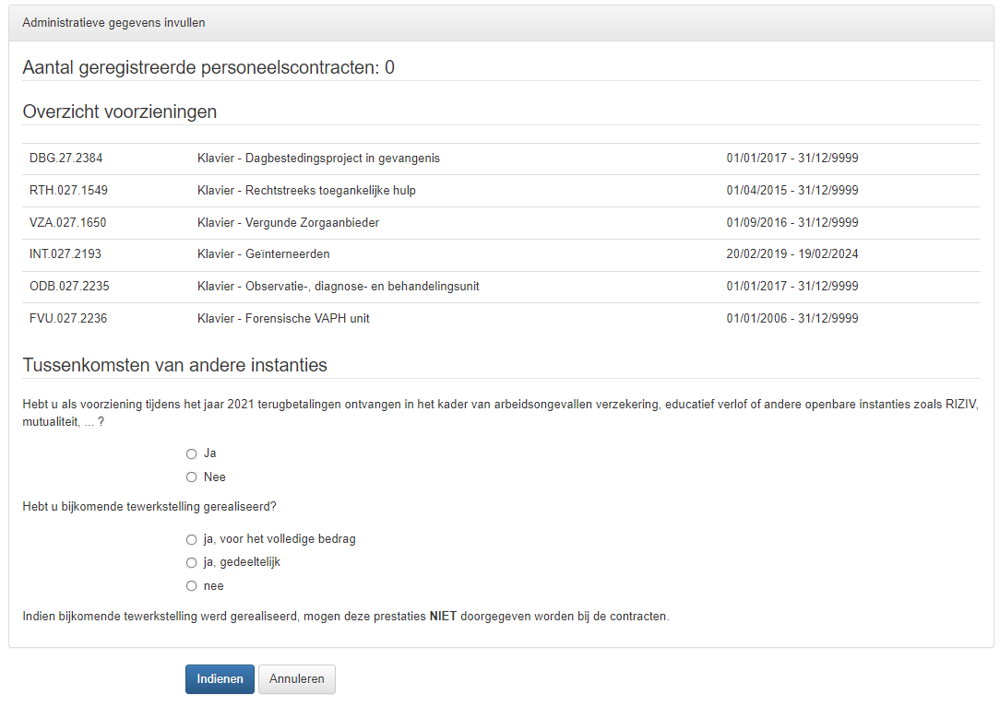 Administratieve gegevens invullen
Aantal geregistreerde personeelscontracten: 0
Overzicht voorzieningen
DBG.27.2384 Klavier - Dagbestedingsproject in gevangenis 01/01/2017 - 31/12/9999
RTH.027.1549 Klavier - Rechtstreeks toegankelijke hulp 01/04/2015 - 31/12/9999
VZA.027.1650 Klavier - Vergunde Zorgaanbieder 01/09/2016 - 31/12/9999
INT.027.2193 Klavier - Geïnterneerden 20/02/2019 - 19/02/2024
ODB.027.2235 Klavier - Observatie-, diagnose- en behandelingsunit 01/01/2017 - 31/12/9999
FVU.027.2236 Klavier - Forensische VAPH unit 01/01/2006 - 31/12/9999
Tussenkomsten van andere instanties
Hebt u als voorziening tijdens het jaar 2021 terugbetalingen ontvangen in het kader van arbeidsongevallen verzekering, educatief verlof of andere openbare instanties zoals RIZIV,
mutualiteit, ... ?
Ja
Nee
Hebt u bijkomende tewerkstelling gerealiseerd?
ja, voor het volledige bedrag
ja, gedeeltelijk
nee
Indien bijkomende tewerkstelling werd gerealiseerd, mogen deze prestaties NIET doorgegeven worden bij de contracten.
Indienen Annuleren